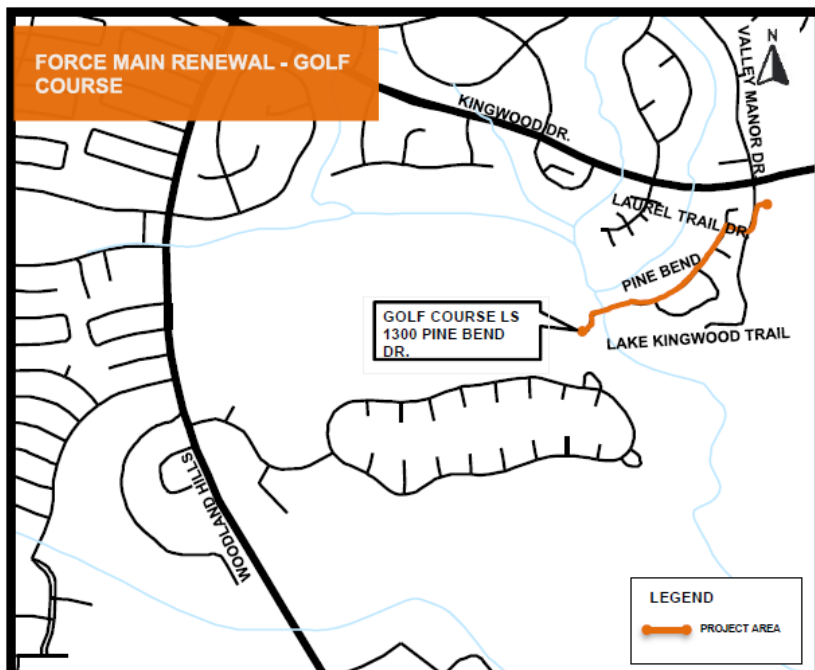 FORCE MAIN RENEWAL - GOLF
COURSE
N
VALLEY MANOR DR.
KINGWOOD DR.
LAUREL TRAIL DR.
PINE BEND
GOLF COURSE LS
1300 PINE BEND
DR.
LAKE KINGWOOD TRAIL
WOODLAND HILLS
LEGEND
PROJECT AREA